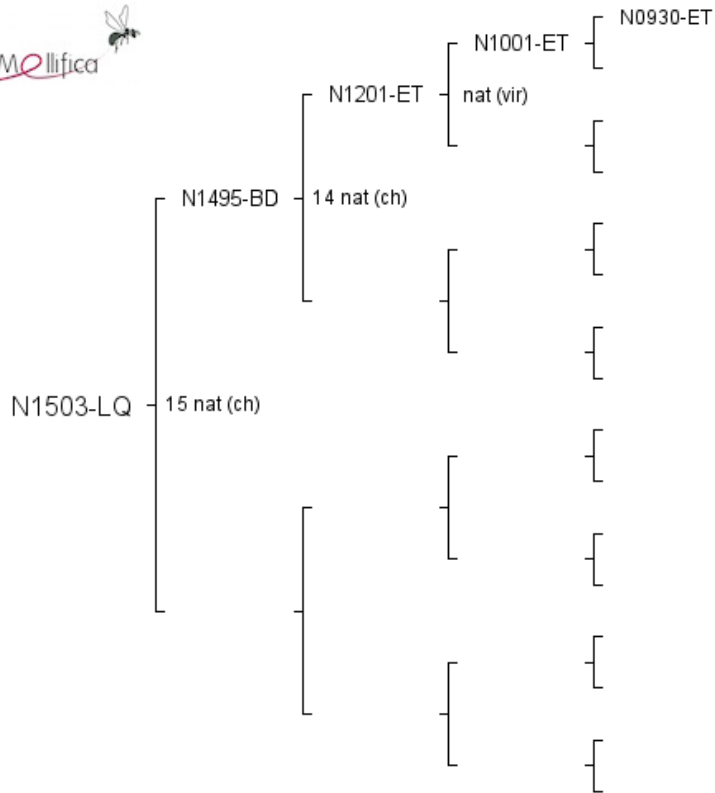 Mellifica
N0930-ET
N1001-ET
N1201-ET
nat (vir)
N1495-BD
14 nat (ch)
N1503-LQ
15 nat (ch)